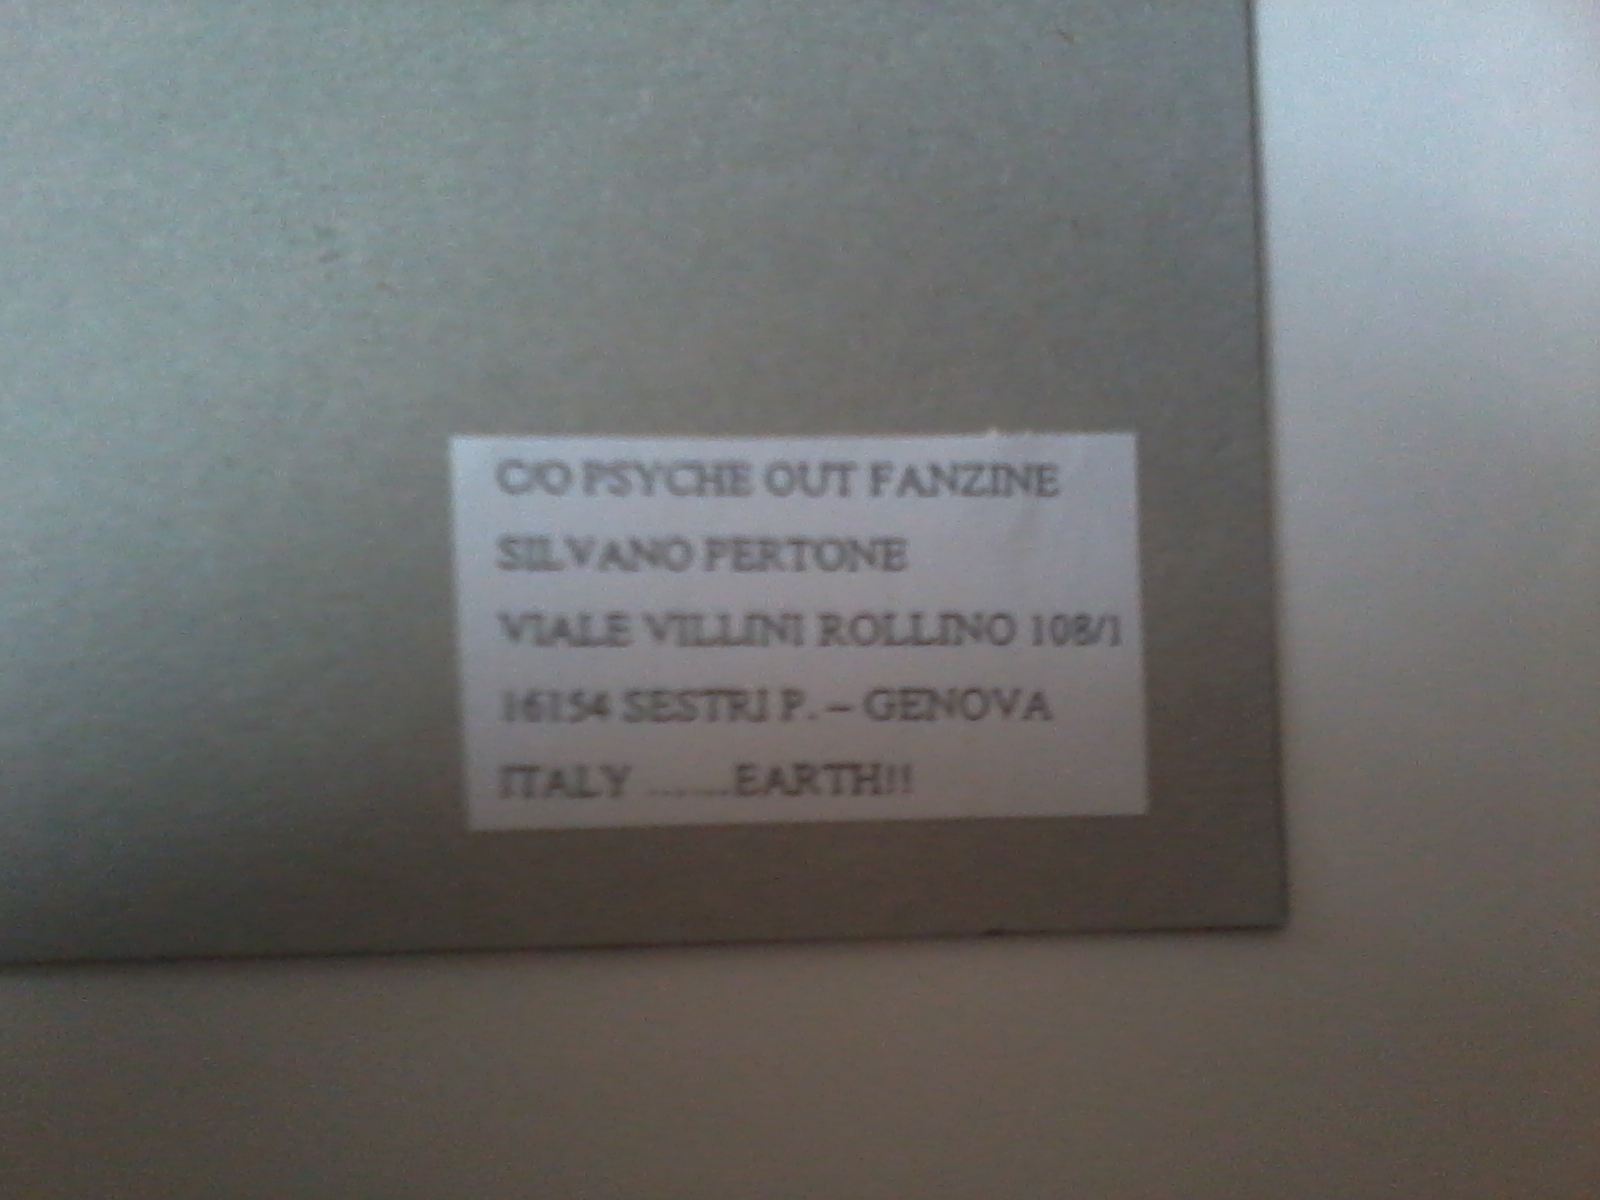 C/O PSYCHE OUT FANZINE
SILVANO PERTONE
VIALE VILLINI ROLLINO 108/1
16154 SESTRI P. – GENOVA
ITALY .......EARTH!!